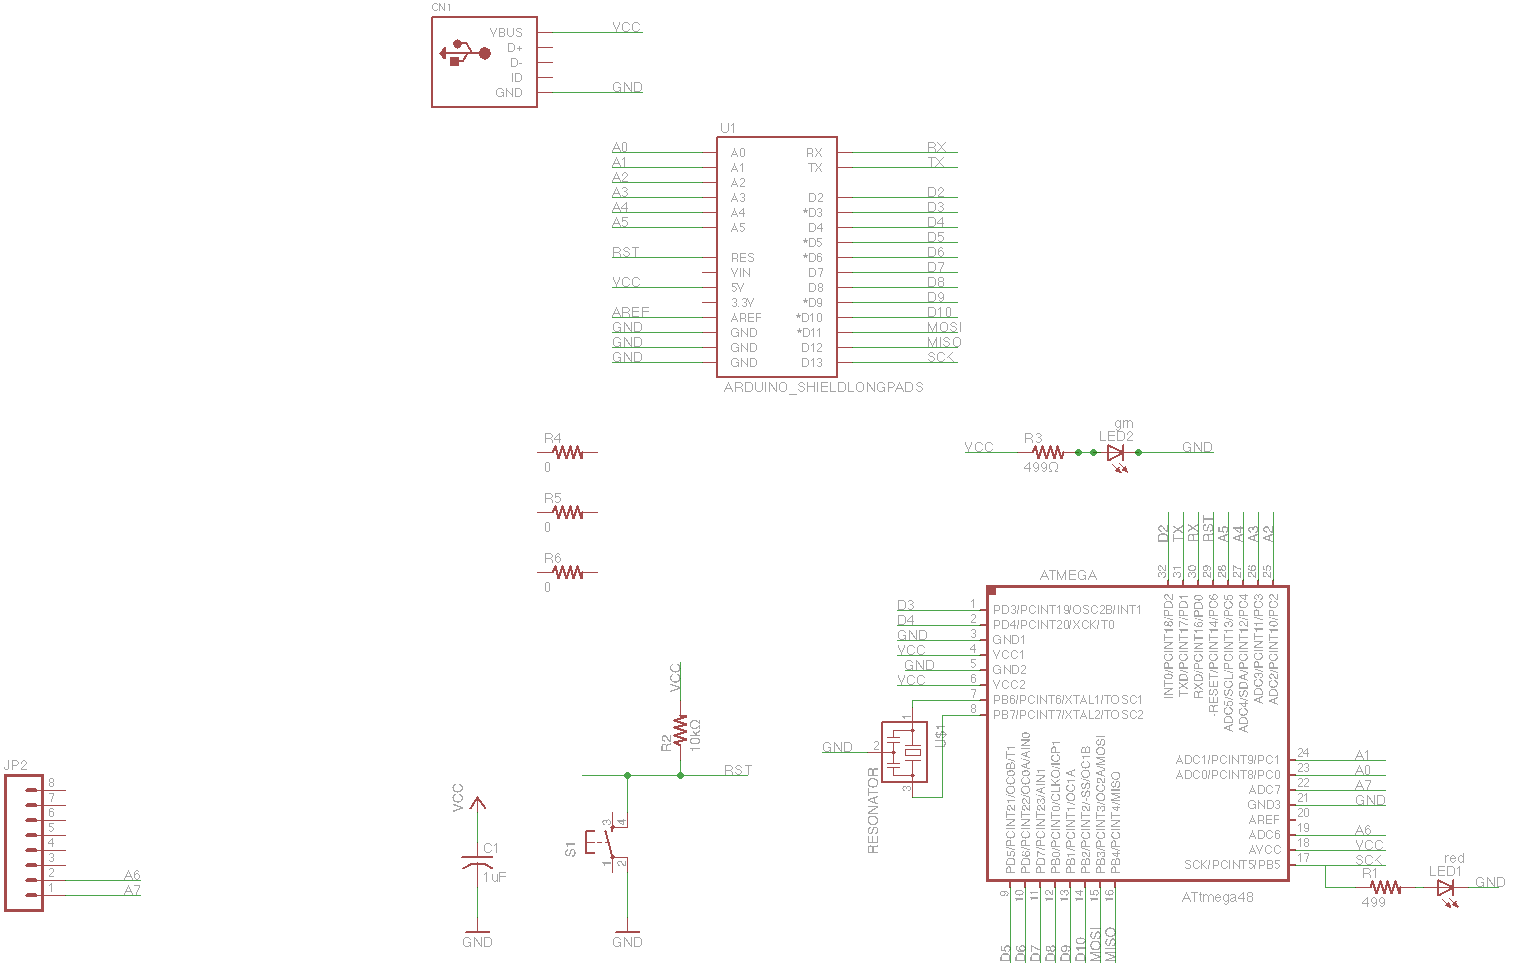 CN1
VBUS
D+
D-
ID
GND
VCC
GND
U1
A0 A0 RX RX
A1 A1 TX TX
A2 A2
A3 A3 D2 D2
A4 A4 *D3 D3
A5 A5 D4 D4
*D5 D5
RST RES *D6 D6
VIN D7 D7
VCC 5V D8 D8
3.3V *D9 D9
AREF AREF *D10 D10
GND GND *D11 MOSI
GND GND D12 MISO
GND GND D13 SCK
ARDUINO_SHIELDLONGPADS
R4
0
R5
0
R6
0
VCC
R3
499Ω
grn
LED2
GND
ATMEGA
D2 32 INT0/PCINT18/PD2
TX 31 TXD/PCINT17/PD1
RX 30 RXD/PCINT16/PD0
RST 29 -RESET/PCINT14/PC6
A5 28 ADC5/SCL/PCINT13/PC5
A4 27 ADC4/SDA/PCINT12/PC4
A3 26 ADC3/PCINT11/PC3
A2 25 ADC2/PCINT10/PC2
D3 1 PD3/PCINT19/OSC2B/INT1
D4 2 PD4/PCINT20/XCK/T0
GND 3 GND1
VCC 4 VCC1
GND 5 GND2
VCC 6 VCC2
7 PB6/PCINT6/XTAL1/TOSC1
8 PB7/PCINT7/XTAL2/TOSC2
GND
1
2
3
U$1
RESONATOR
ADC1/PCINT9/PC1 24 A1
ADC0/PCINT8/PC0 23 A0
ADC7 22 A7
GND3 21 GND
AREF 20
ADC6 19 A6
AVCC 18 VCC
SCK/PCINT5/PB5 17 SCK
PD5/PCINT21/OC0B/T1 9 D5
PD6/PCINT22/OC0A/AIN0 10 D6
PD7/PCINT23/AIN1 11 D7
PB0/PCINT0/CLKO/ICP1 12 D8
PB1/PCINT1/OC1A 13 D9
PB2/PCINT2/-SS/OC1B 14 D10
PB3/PCINT3/OC2A/MOSI 15 MOSI
PB4/PCINT4/MISO 16 MISO
ATtmega48
R1
499
red
LED1
GND
VCC
R2
10kΩ
RST
S1
3
4
1
2
GND
VCC
C1
1uF
GND
JP2
8
7
6
5
4
3
2 A6
1 A7